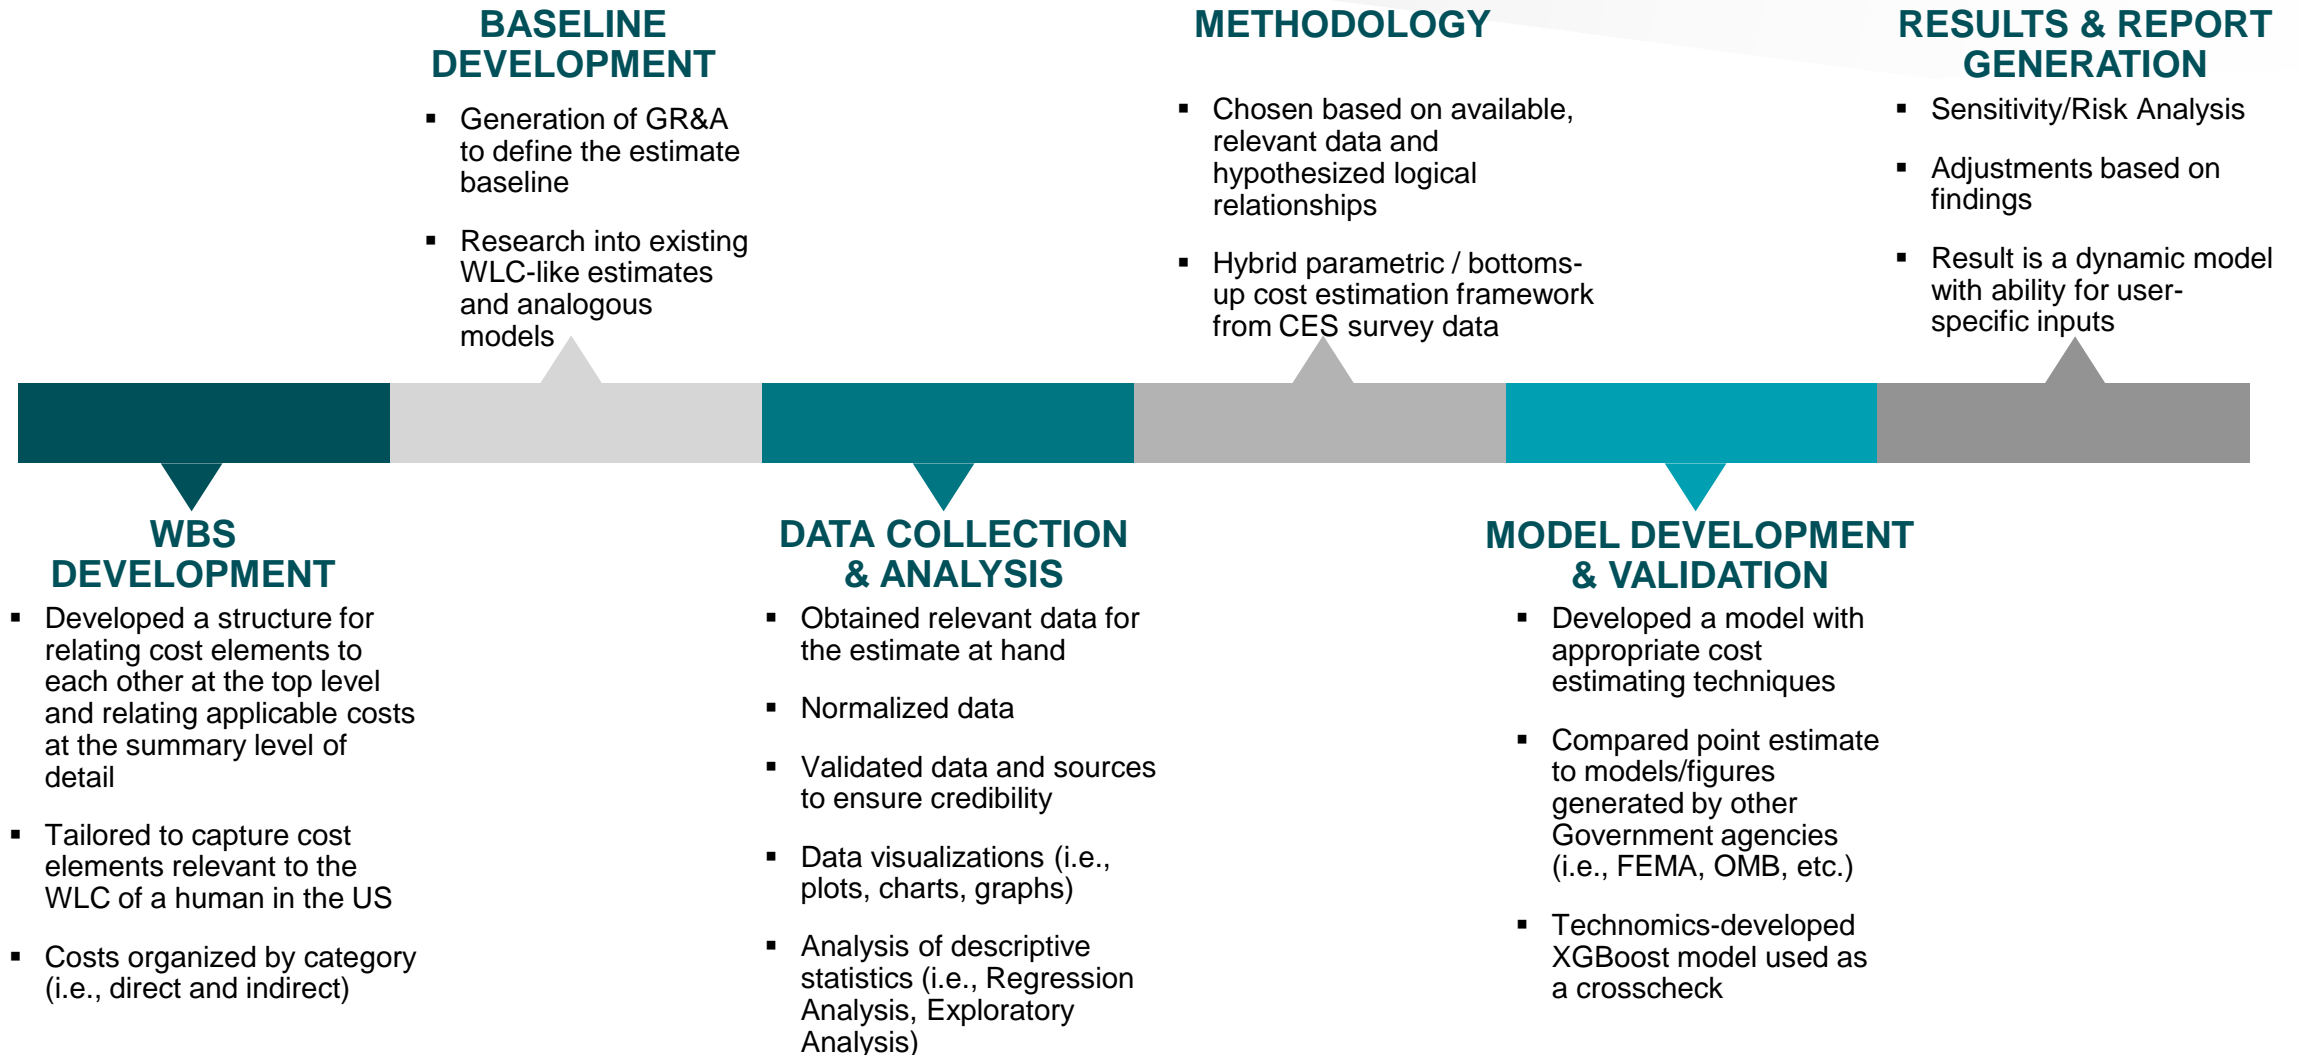 BASELINE
DEVELOPMENT
▪ Generation of GR&A
to define the estimate
baseline
▪ Research into existing
WLC-like estimates
and analogous
models
METHODOLOGY
▪ Chosen based on available,
relevant data and
hypothesized logical
relationships
▪ Hybrid parametric / bottoms-
up cost estimation framework
from CES survey data
RESULTS & REPORT
GENERATION
▪ Sensitivity/Risk Analysis
▪ Adjustments based on
findings
▪ Result is a dynamic model
with ability for user-
specific inputs
WBS
DEVELOPMENT
▪ Developed a structure for
relating cost elements to
each other at the top level
and relating applicable costs
at the summary level of
detail
▪ Tailored to capture cost
elements relevant to the
WLC of a human in the US
▪ Costs organized by category
(i.e., direct and indirect)
DATA COLLECTION
& ANALYSIS
▪ Obtained relevant data for
the estimate at hand
▪ Normalized data
▪ Validated data and sources
to ensure credibility
▪ Data visualizations (i.e.,
plots, charts, graphs)
▪ Analysis of descriptive
statistics (i.e., Regression
Analysis, Exploratory
Analysis)
MODEL DEVELOPMENT
& VALIDATION
▪ Developed a model with
appropriate cost
estimating techniques
▪ Compared point estimate
to models/figures
generated by other
Government agencies
(i.e., FEMA, OMB, etc.)
▪ Technomics-developed
XGBoost model used as
a crosscheck